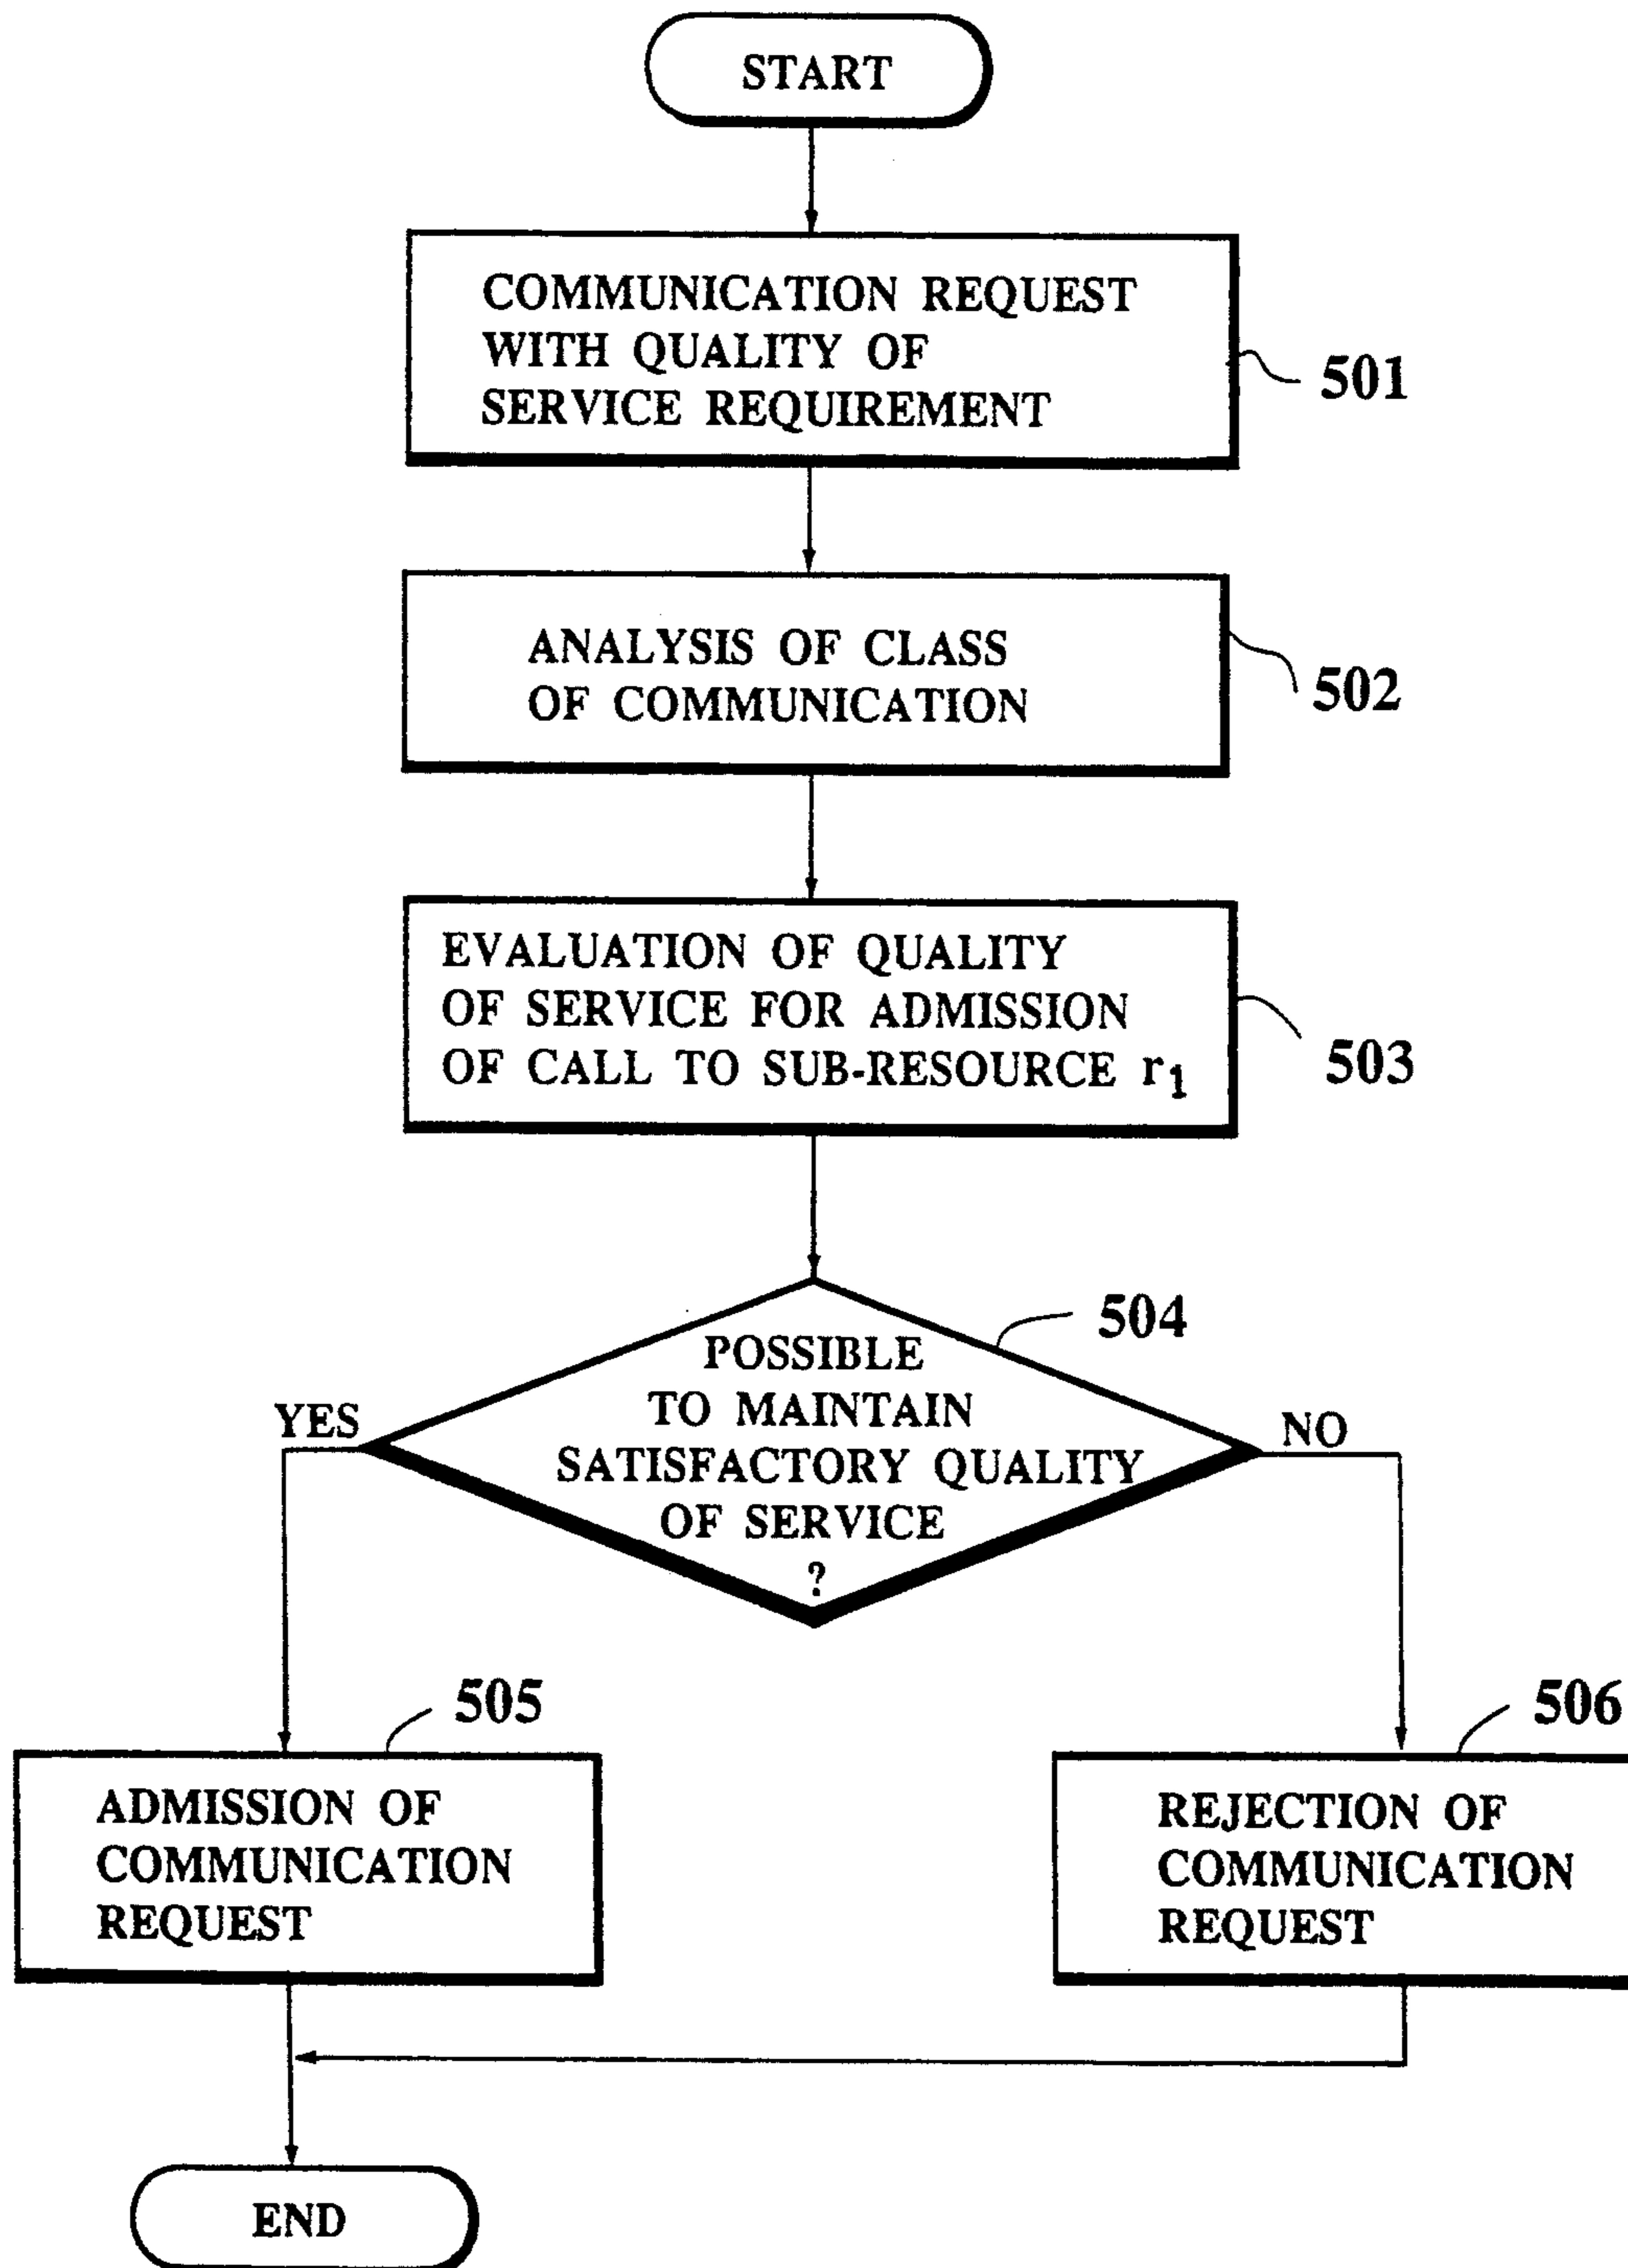 START
COMMUNICATION REQUEST
WITH QUALITY OF
SERVICE REQUIREMENT
501
ANALYSIS OF CLASS
OF COMMUNICATION
502
EVALUATION OF QUALITY
OF SERVICE FOR ADMISSION
OF CALL TO SUB-RESOURCE r₁
503
504
POSSIBLE
TO MAINTAIN
SATISFACTORY QUALITY
OF SERVICE
?
YES
NO
505
ADMISSION OF
COMMUNICATION
REQUEST
506
REJECTION OF
COMMUNICATION
REQUEST
END